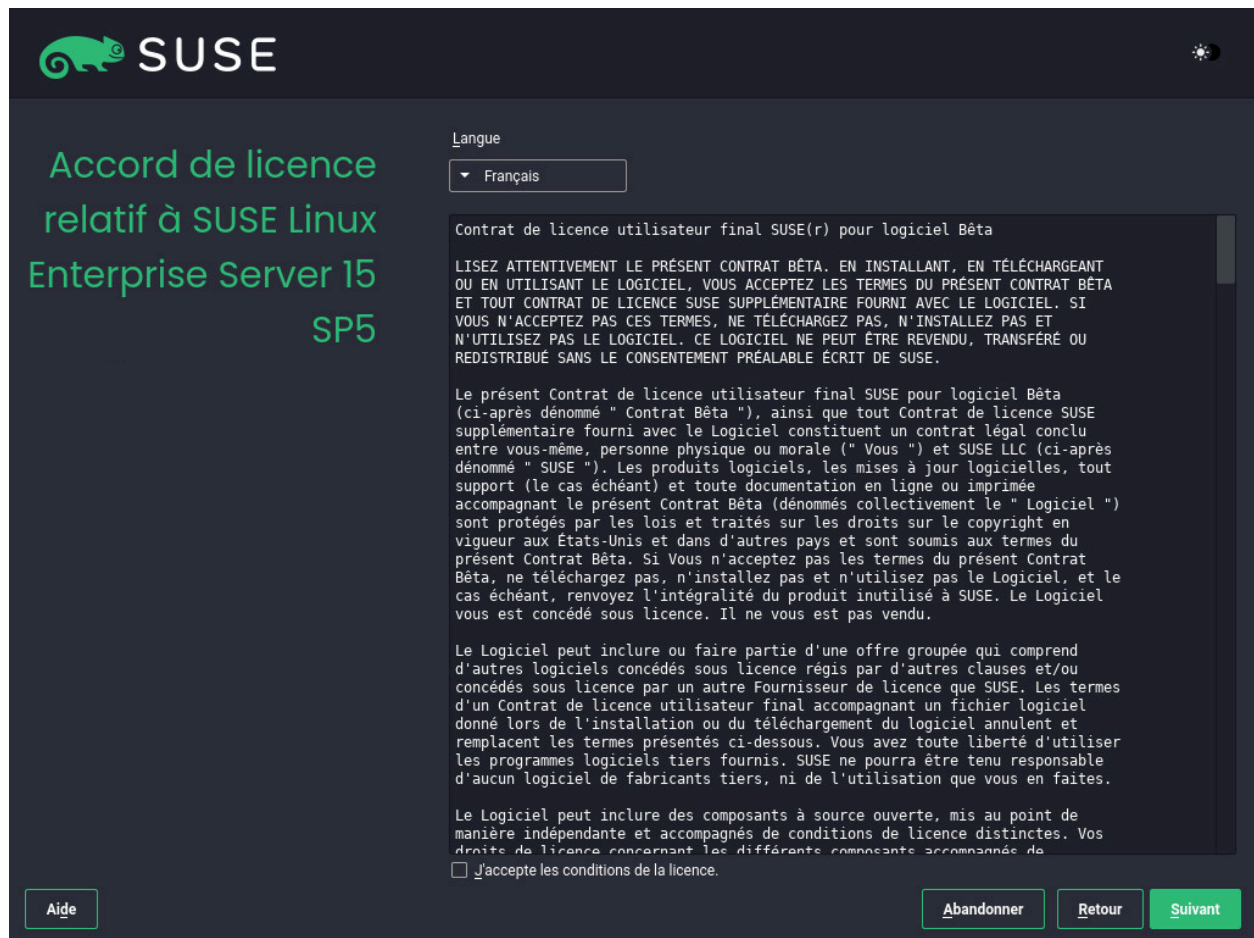 SUSE
Accord de licence
relatif à SUSE Linux
Enterprise Server 15
SP5
Langue
Français
Contrat de licence utilisateur final SUSE(r) pour logiciel Bêta
LISEZ ATTENTIVEMENT LE PRÉSENT CONTRAT BÊTA. EN INSTALLANT, EN TÉLÉCHARGEANT
OU EN UTILISANT LE LOGICIEL, VOUS ACCEPTEZ LES TERMES DU PRÉSENT CONTRAT BÊTA
ET TOUT CONTRAT DE LICENCE SUSE SUPPLÉMENTAIRE FOURNI AVEC LE LOGICIEL. SI
VOUS N'ACCEPTEZ PAS CES TERMES, NE TÉLÉCHARGEZ PAS, N'INSTALLEZ PAS ET
N'UTILISEZ PAS LE LOGICIEL. CE LOGICIEL NE PEUT ÊTRE REVENDU, TRANSFÉRÉ OU
REDISTRIBUÉ SANS LE CONSENTEMENT PRÉALABLE ÉCRIT DE SUSE.
Le présent Contrat de licence utilisateur final SUSE pour logiciel Bêta
(ci-après dénommé " Contrat Bêta "), ainsi que tout Contrat de licence SUSE
supplémentaire fourni avec le Logiciel constituent un contrat légal conclu
entre vous-même, personne physique ou morale (" Vous ") et SUSE LLC (ci-après
dénommé " SUSE "). Les produits logiciels, les mises à jour logicielles, tout
support (le cas échéant) et toute documentation en ligne ou imprimée
accompagnant le présent Contrat Bêta (dénommés collectivement le " Logiciel ")
sont protégés par les lois et traités sur les droits sur le copyright en
vigueur aux États-Unis et dans d'autres pays et sont soumis aux termes du
présent Contrat Bêta. Si Vous n'acceptez pas les termes du présent Contrat
Bêta, ne téléchargez pas, n'installez pas et n'utilisez pas le Logiciel, et le
cas échéant, renvoyez l'intégralité du produit inutilisé à SUSE. Le Logiciel
vous est concédé sous licence. Il ne vous est pas vendu.
Le Logiciel peut inclure ou faire partie d'une offre groupée qui comprend
d'autres logiciels concédés sous licence régis par d'autres clauses et/ou
concédés sous licence par un autre Fournisseur de licence que SUSE. Les termes
d'un Contrat de licence utilisateur final accompagnant un fichier logiciel
donné lors de l'installation ou du téléchargement du logiciel annulent et
remplacent les termes présentés ci-dessous. Vous avez toute liberté d'utiliser
les programmes logiciels tiers fournis. SUSE ne pourra être tenu responsable
d'aucun logiciel de fabricants tiers, ni de l'utilisation que vous en faites.
Le Logiciel peut inclure des composants à source ouverte, mis au point de
manière indépendante et accompagnés de conditions de licence distinctes. Vos
droits de licence concernant les différents composants accompagnés de
J'accepte les conditions de la licence.
Aide
Abandonner
Retour
Suivant